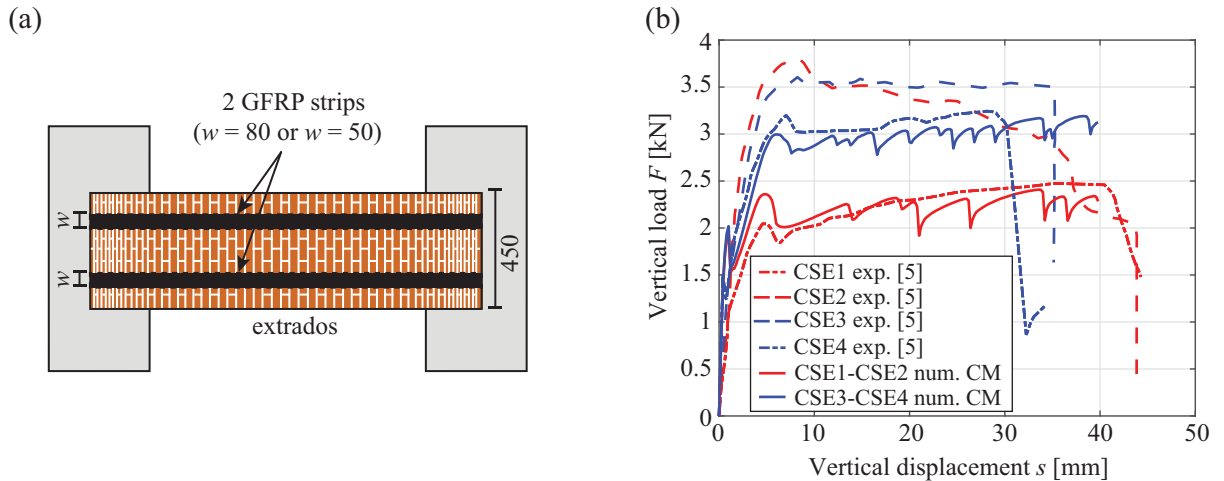 (a)
2 GFRP strips
(w = 80 or w = 50)
w
w
450
extrados
(b)
Vertical load F [kN]
4
3.5
3
2.5
2
1.5
1
0.5
0
0
10
20
30
40
50
Vertical displacement s [mm]
CSE1 exp. [5]
CSE2 exp. [5]
CSE3 exp. [5]
CSE4 exp. [5]
CSE1-CSE2 num. CM
CSE3-CSE4 num. CM